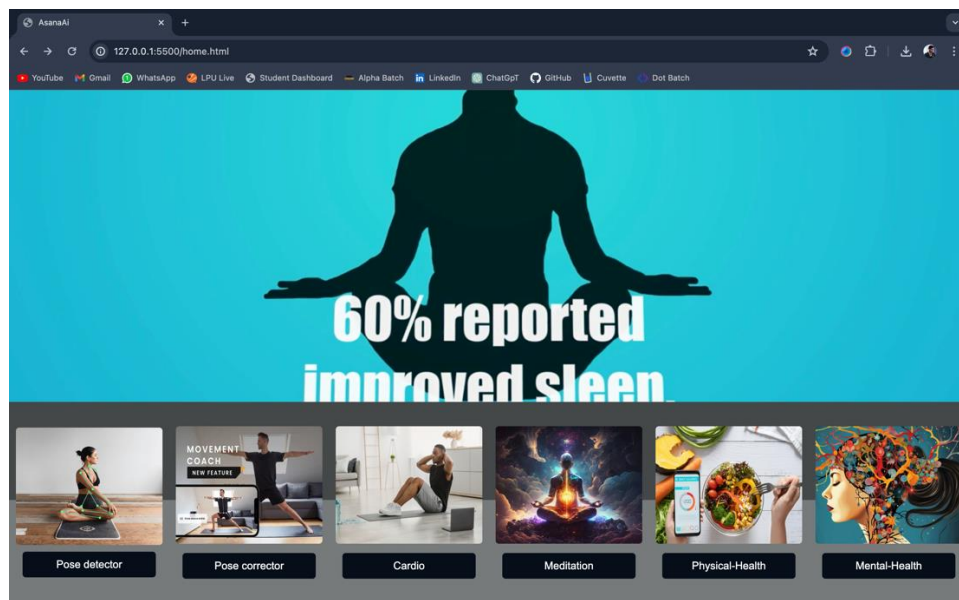 AsanaAi
127.0.0.1:5500/home.html
YouTube Gmail WhatsApp LPU Live Student Dashboard Alpha Batch LinkedIn ChatGpT GitHub Cuvette Dot Batch
60% reported
improved sleep.
MOVEMENT
COACH
NEW FEATURE
Pose detector Pose corrector Cardio Meditation Physical-Health Mental-Health